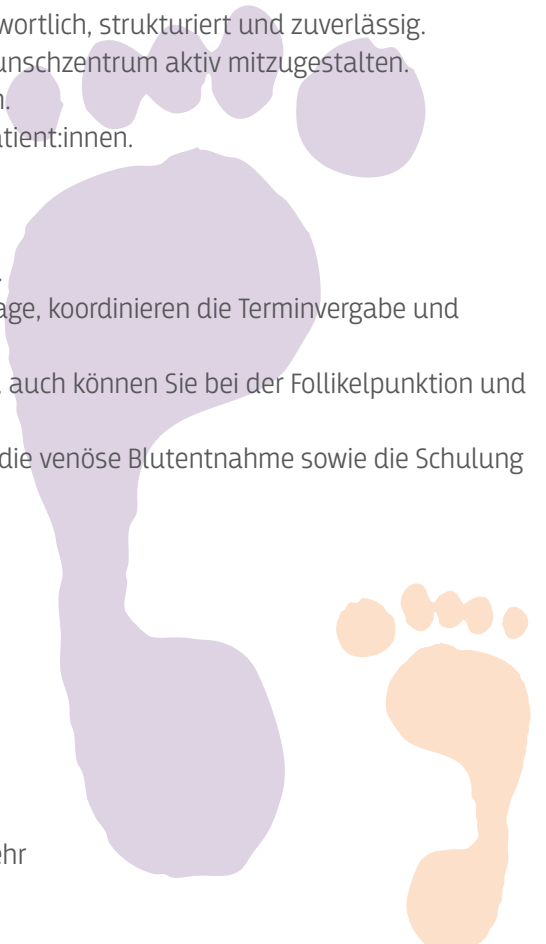 wortlich, strukturiert und zuverlässig.
unschzentrum aktiv mitzugestalten.
n.
atient:innen.
.
age, koordinieren die Terminvergabe und
, auch können Sie bei der Follikelpunktion und
die venöse Blutentnahme sowie die Schulung
ehr